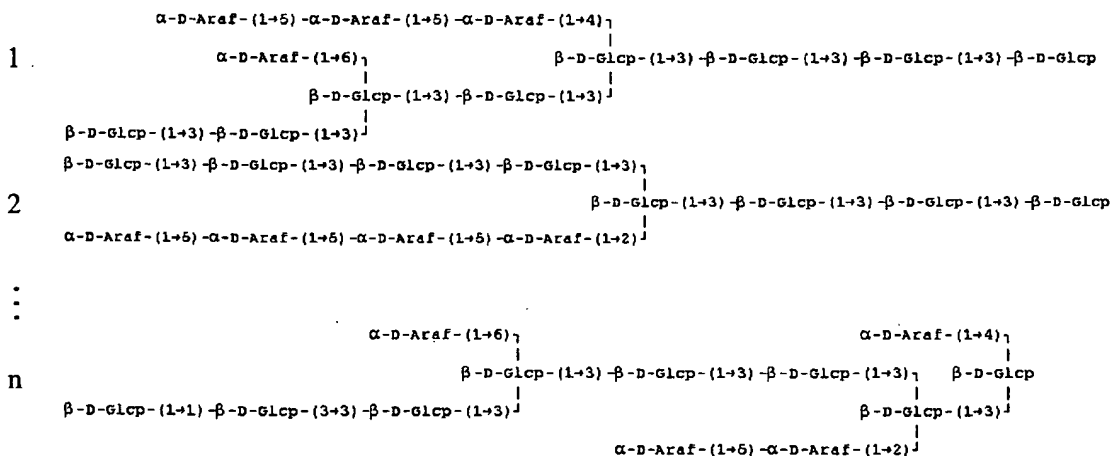 α-D-Araf-(1→5)-α-D-Araf-(1→5)-α-D-Araf-(1→4)
1 α-D-Araf-(1→6) β-D-Glcp-(1→3)-β-D-Glcp-(1→3)-β-D-Glcp-(1→3)-β-D-Glcp
β-D-Glcp-(1→3)-β-D-Glcp-(1→3)
β-D-Glcp-(1→3)-β-D-Glcp-(1→3)
β-D-Glcp-(1→3)-β-D-Glcp-(1→3)-β-D-Glcp-(1→3)-β-D-Glcp-(1→3)
2 β-D-Glcp-(1→3)-β-D-Glcp-(1→3)-β-D-Glcp-(1→3)-β-D-Glcp
α-D-Araf-(1→5)-α-D-Araf-(1→5)-α-D-Araf-(1→5)-α-D-Araf-(1→2)
⋮
α-D-Araf-(1→6) α-D-Araf-(1→4)
n β-D-Glcp-(1→3)-β-D-Glcp-(1→3)-β-D-Glcp-(1→3) β-D-Glcp
β-D-Glcp-(1→1)-β-D-Glcp-(3→3)-β-D-Glcp-(1→3) β-D-Glcp-(1→3)
α-D-Araf-(1→5)-α-D-Araf-(1→2)